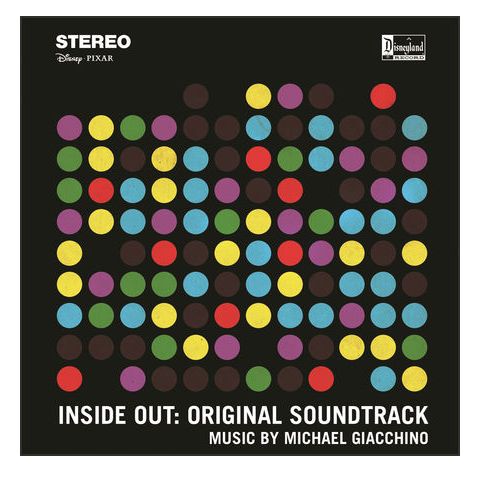 STEREO
Disney · PIXAR
Disneyland
RECORD
INSIDE OUT: ORIGINAL SOUNDTRACK
MUSIC BY MICHAEL GIACCHINO